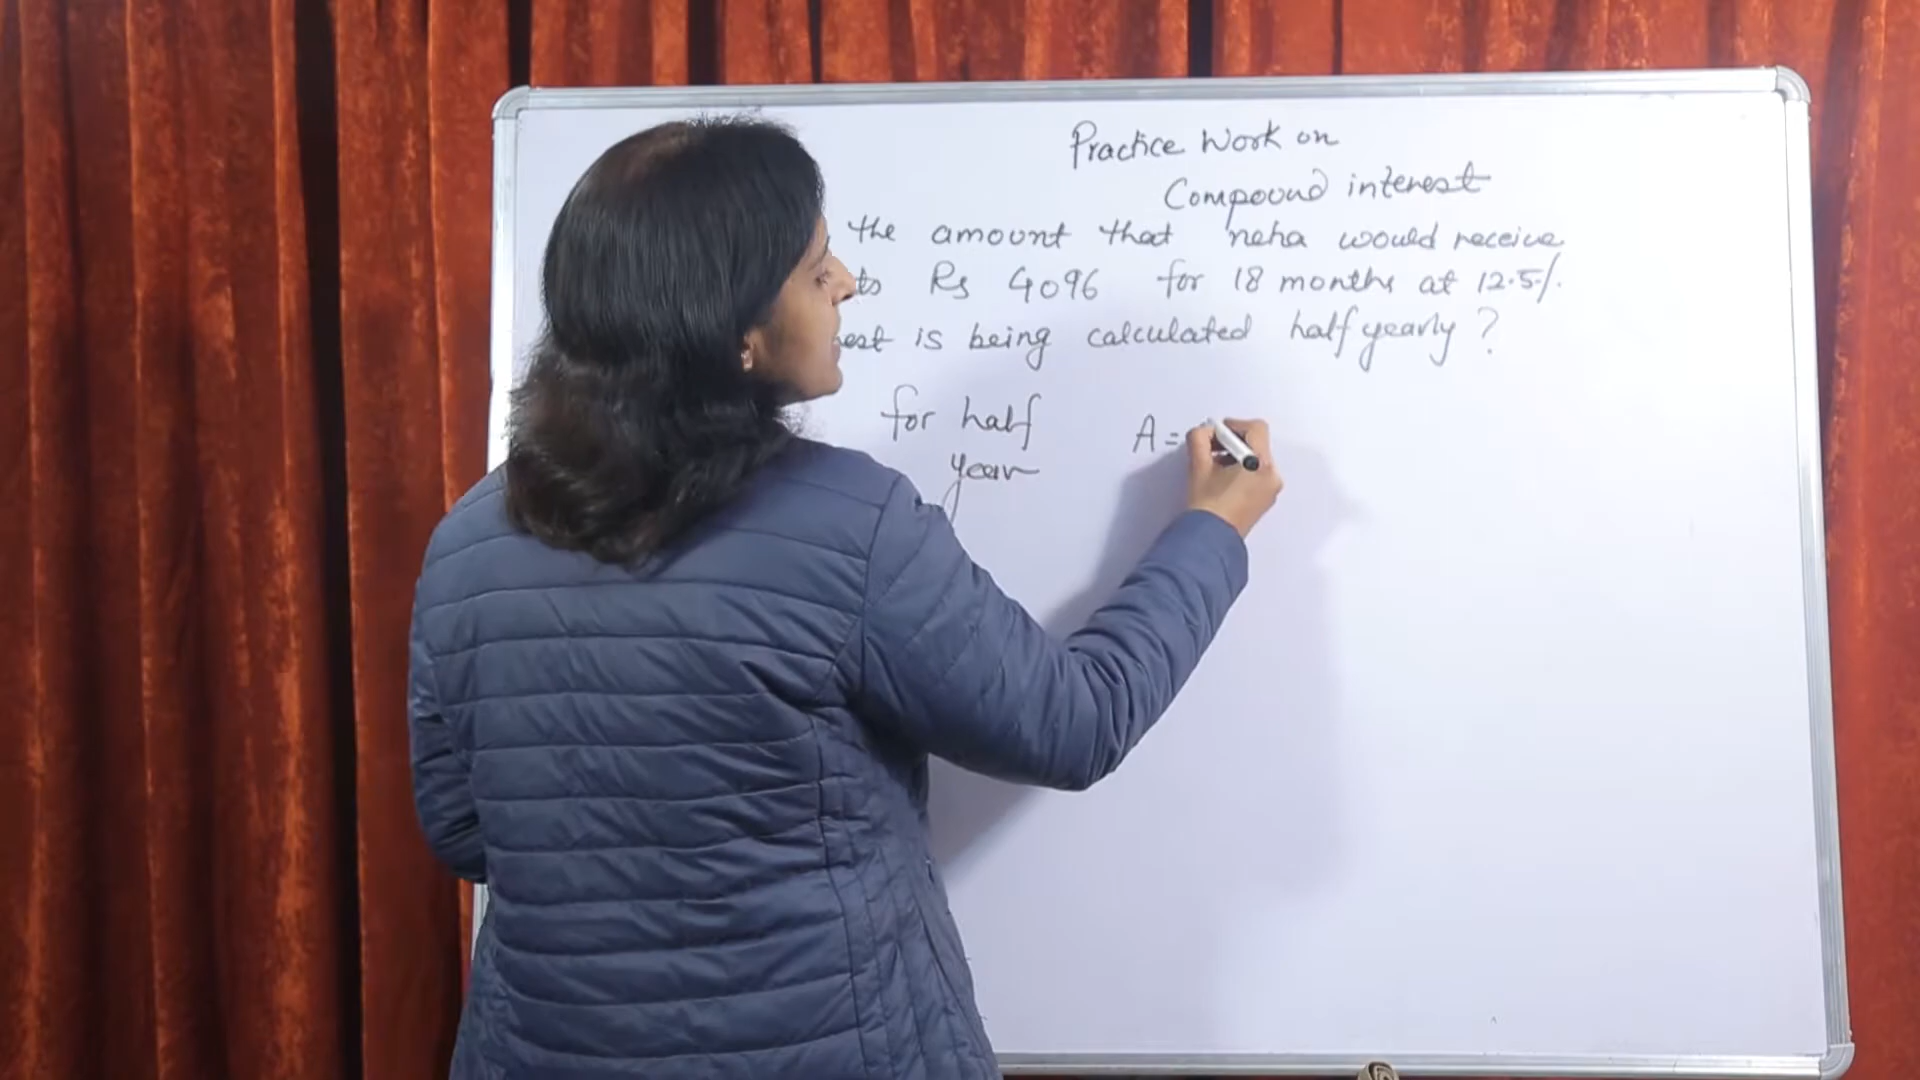 Practice Work on
Compound interest
the amount that neha would receive
Rs 4096 for 18 months at 12.5%.
is being calculated half yearly ?
for half
year
A =